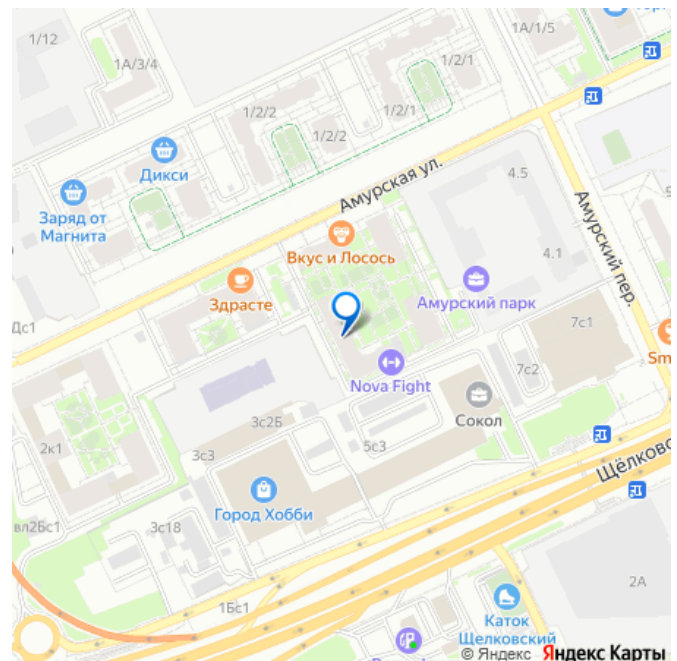 1/12
1А/3/4
1/2/1
1А/1/5
1/2/2
1/2/1
1/2/2
Дикси
Заряд от
Магнита
Амурская ул.
4.5
Амурский пер.
Вкус и Лосось
4.1
Здрасте
Амурский парк
Дс1
7с1
7с2
Sm
Nova Fight
Сокол
3с2Б
2к1
3с3
5с3
Щёлковс
Город Хобби
вл2Бс1
3с18
2А
1Бс1
Каток
Щелковский
© Яндекс Яндекс Карты